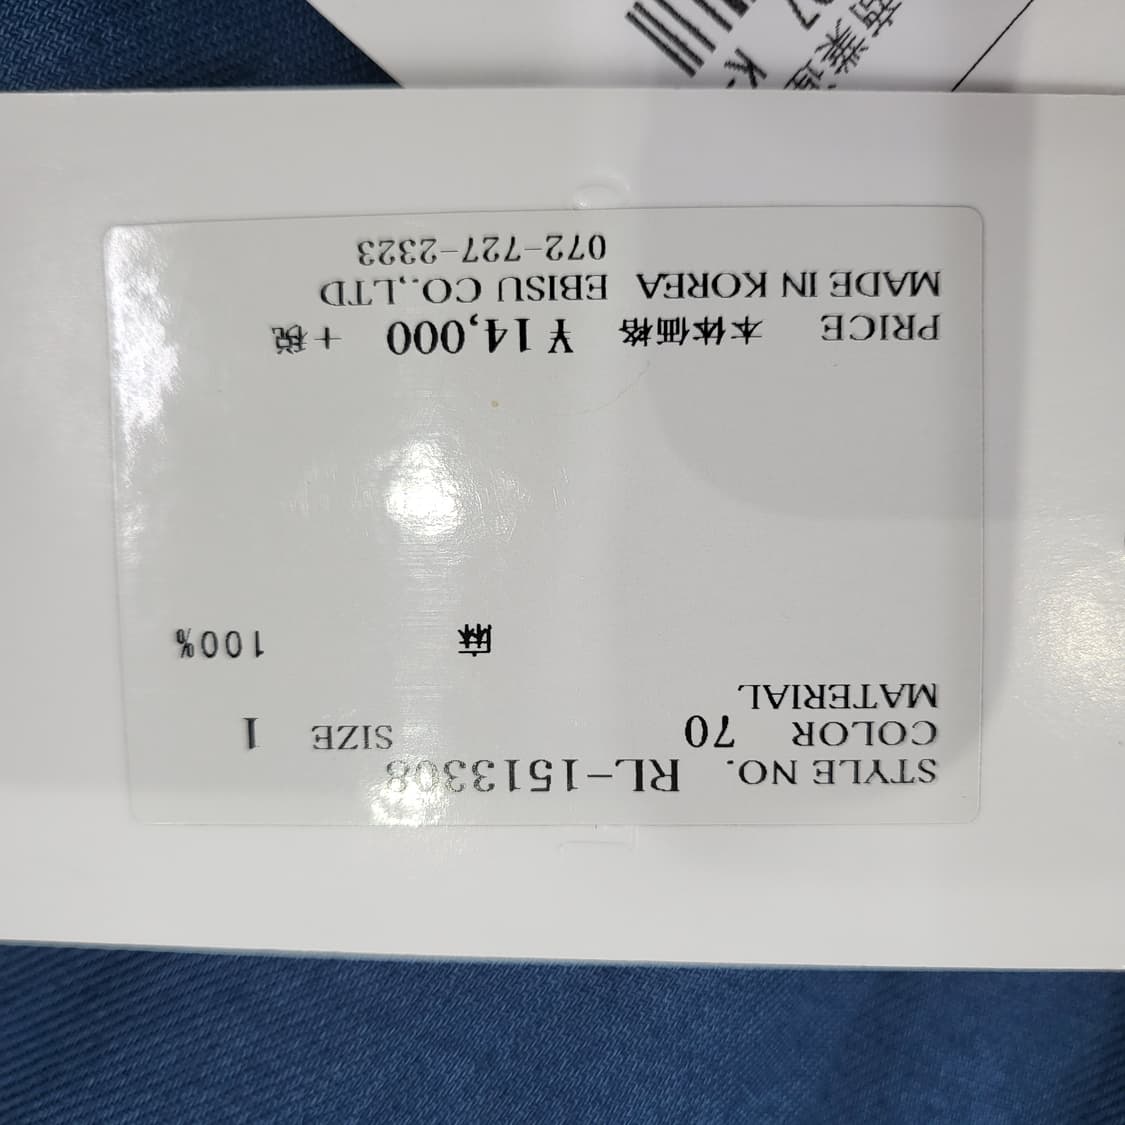 STYLE NO. RL-1513308
COLOR 70 SIZE 1
MATERIAL
麻 100%
PRICE 本体価格 ¥14,000 +税
MADE IN KOREA EBISU CO.,LTD
072-727-2323